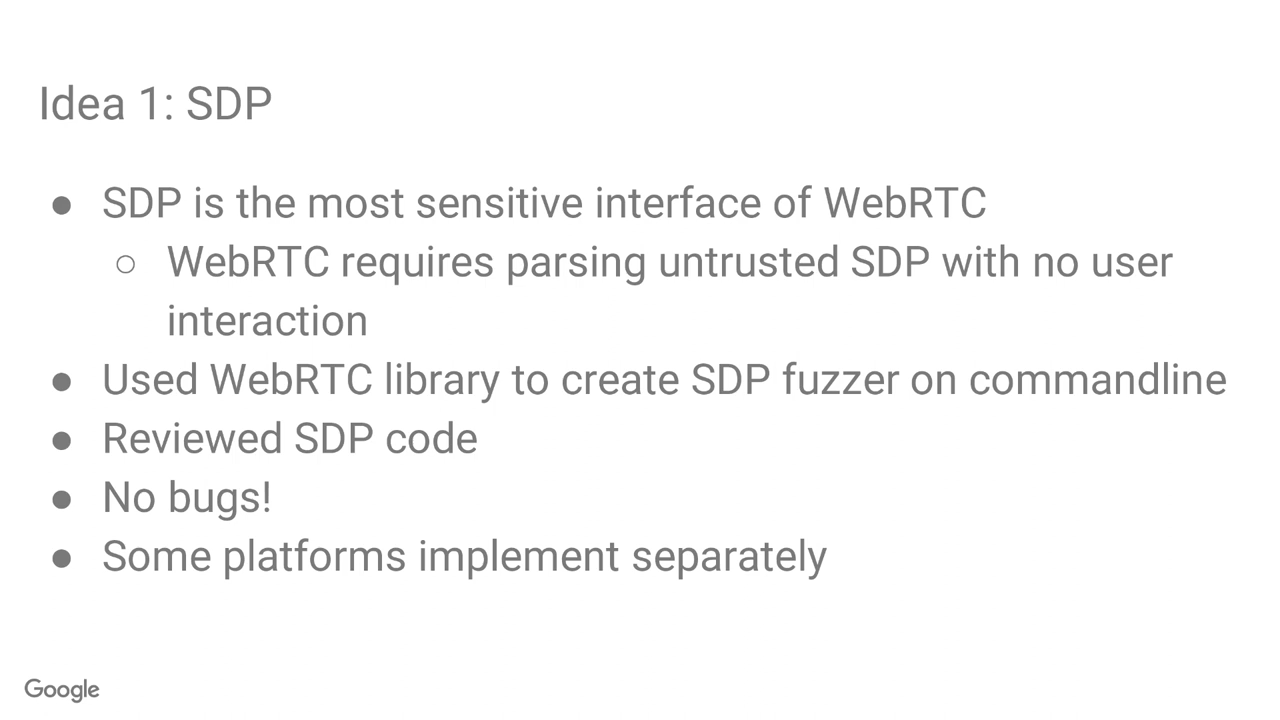 Idea 1: SDP
● SDP is the most sensitive interface of WebRTC
○ WebRTC requires parsing untrusted SDP with no user
interaction
● Used WebRTC library to create SDP fuzzer on commandline
● Reviewed SDP code
● No bugs!
● Some platforms implement separately
Google